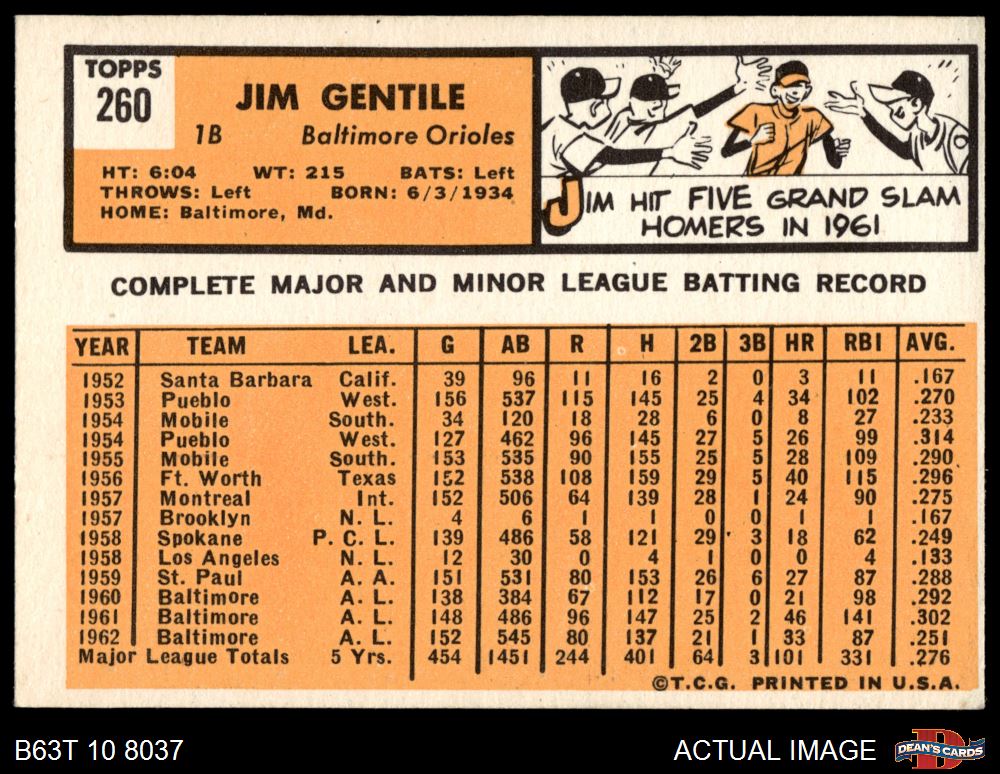 TOPPS
260
JIM GENTILE
1B Baltimore Orioles
HT: 6:04 WT: 215 BATS: Left
THROWS: Left BORN: 6/3/1934
HOME: Baltimore, Md.
JIM HIT FIVE GRAND SLAM
HOMERS IN 1961
COMPLETE MAJOR AND MINOR LEAGUE BATTING RECORD
YEAR TEAM LEA. G AB R H 2B 3B HR RBI AVG.
1952 Santa Barbara Calif. 39 96 11 16 2 0 3 11 .167
1953 Pueblo West. 156 537 115 145 25 4 34 102 .270
1954 Mobile South. 34 120 18 28 6 0 8 27 .233
1954 Pueblo West. 127 462 96 145 27 5 26 99 .314
1955 Mobile South. 153 535 90 155 25 5 28 109 .290
1956 Ft. Worth Texas 152 538 108 159 29 5 40 115 .296
1957 Montreal Int. 152 506 64 139 28 1 24 90 .275
1957 Brooklyn N. L. 4 6 1 1 0 0 1 1 .167
1958 Spokane P. C. L. 139 486 58 121 29 3 18 62 .249
1958 Los Angeles N. L. 12 30 0 4 1 0 0 4 .133
1959 St. Paul A. A. 151 531 80 153 26 6 27 87 .288
1960 Baltimore A. L. 138 384 67 112 17 0 21 98 .292
1961 Baltimore A. L. 148 486 96 147 25 2 46 141 .302
1962 Baltimore A. L. 152 545 80 137 21 1 33 87 .251
Major League Totals 5 Yrs. 454 1451 244 401 64 3 101 331 .276
©T.C.G. PRINTED IN U.S.A.
B63T 10 8037 ACTUAL IMAGE DEAN'S CARDS